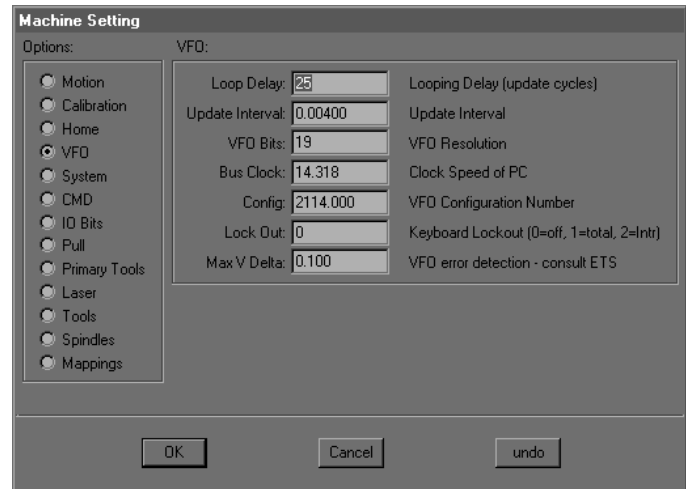 Machine Setting
Options:
VFO:
Motion
Calibration
Home
VFO
System
CMD
IO Bits
Pull
Primary Tools
Laser
Tools
Spindles
Mappings
Loop Delay: 25 Looping Delay (update cycles)
Update Interval: 0.00400 Update Interval
VFO Bits: 19 VFO Resolution
Bus Clock: 14.318 Clock Speed of PC
Config: 2114.000 VFO Configuration Number
Lock Out: 0 Keyboard Lockout (0=off, 1=total, 2=Intr)
Max V Delta: 0.100 VFO error detection - consult ETS
OK Cancel undo